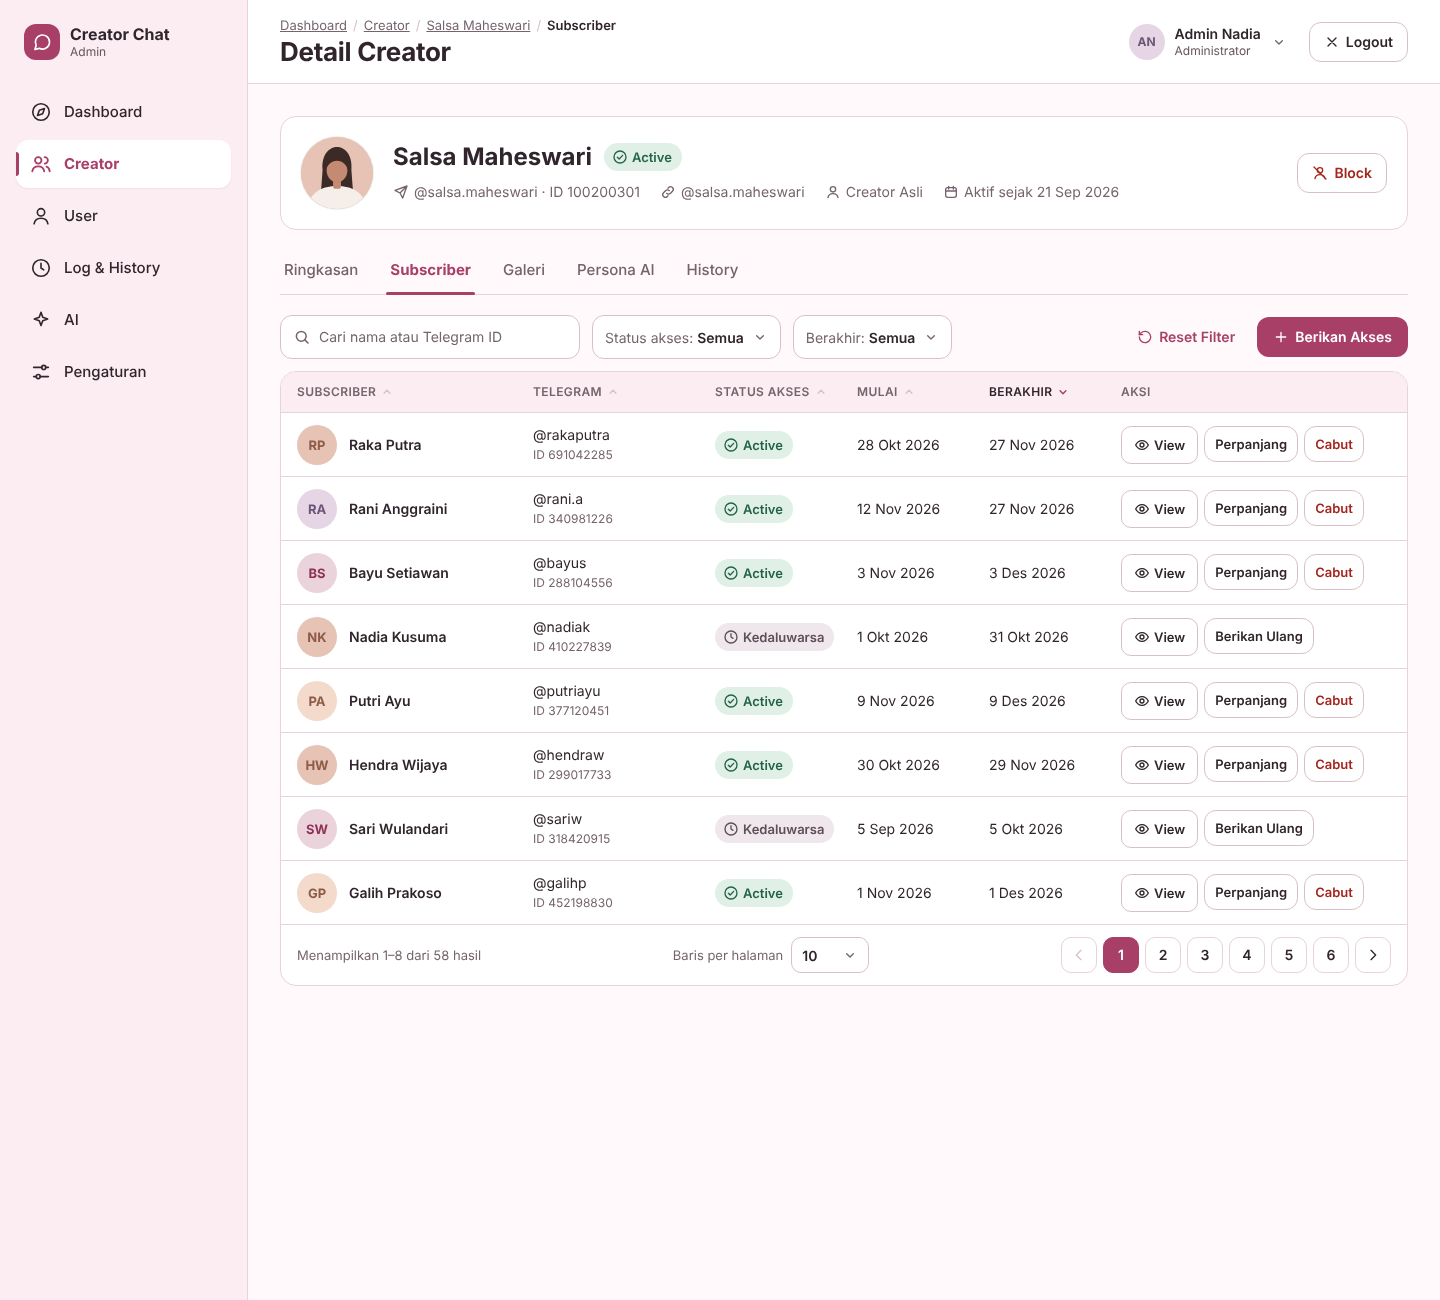 Creator Chat
Admin
Dashboard
Creator
User
Log & History
AI
Pengaturan
Dashboard / Creator / Salsa Maheswari / Subscriber
Detail Creator
AN
Admin Nadia
Administrator
Logout
Salsa Maheswari Active
@salsa.maheswari · ID 100200301 @salsa.maheswari Creator Asli Aktif sejak 21 Sep 2026
Block
Ringkasan Subscriber Galeri Persona AI History
Cari nama atau Telegram ID Status akses: Semua Berakhir: Semua Reset Filter Berikan Akses
SUBSCRIBER TELEGRAM STATUS AKSES MULAI BERAKHIR AKSI
RP Raka Putra @rakaputra Active 28 Okt 2026 27 Nov 2026 View Perpanjang Cabut
ID 691042285
RA Rani Anggraini @rani.a Active 12 Nov 2026 27 Nov 2026 View Perpanjang Cabut
ID 340981226
BS Bayu Setiawan @bayus Active 3 Nov 2026 3 Des 2026 View Perpanjang Cabut
ID 288104556
NK Nadia Kusuma @nadiak Kedaluwarsa 1 Okt 2026 31 Okt 2026 View Berikan Ulang
ID 410227839
PA Putri Ayu @putriayu Active 9 Nov 2026 9 Des 2026 View Perpanjang Cabut
ID 377120451
HW Hendra Wijaya @hendraw Active 30 Okt 2026 29 Nov 2026 View Perpanjang Cabut
ID 299017733
SW Sari Wulandari @sariw Kedaluwarsa 5 Sep 2026 5 Okt 2026 View Berikan Ulang
ID 318420915
GP Galih Prakoso @galihp Active 1 Nov 2026 1 Des 2026 View Perpanjang Cabut
ID 452198830
Menampilkan 1–8 dari 58 hasil Baris per halaman 10 1 2 3 4 5 6